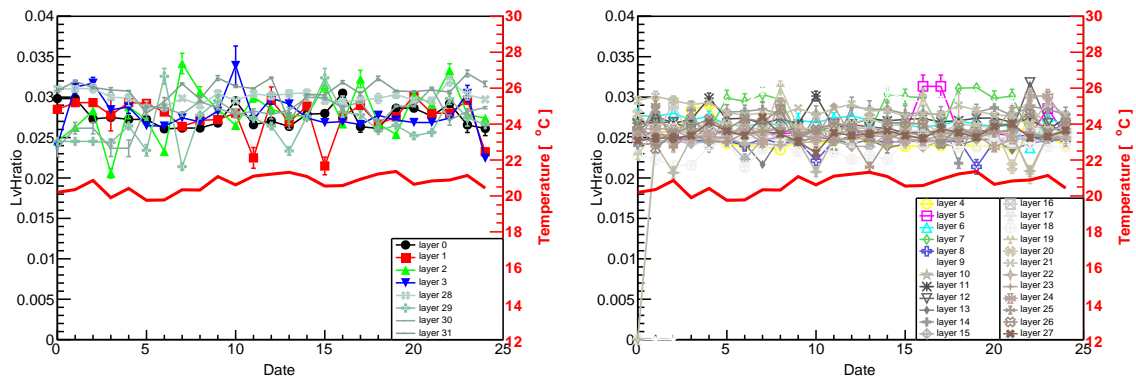 0.04
0.035
0.03
0.025
0.02
0.015
0.01
0.005
0
LvHratio
0 5 10 15 20 25
Date
30
28
26
24
22
20
18
16
14
12
Temperature [ °C]
layer 0
layer 1
layer 2
layer 3
layer 28
layer 29
layer 30
layer 31
0.04
0.035
0.03
0.025
0.02
0.015
0.01
0.005
0
LvHratio
0 5 10 15 20 25
Date
30
28
26
24
22
20
18
16
14
12
Temperature [ °C]
layer 4 layer 16
layer 5 layer 17
layer 6 layer 18
layer 7 layer 19
layer 8 layer 20
layer 9 layer 21
layer 10 layer 22
layer 11 layer 23
layer 12 layer 24
layer 13 layer 25
layer 14 layer 26
layer 15 layer 27